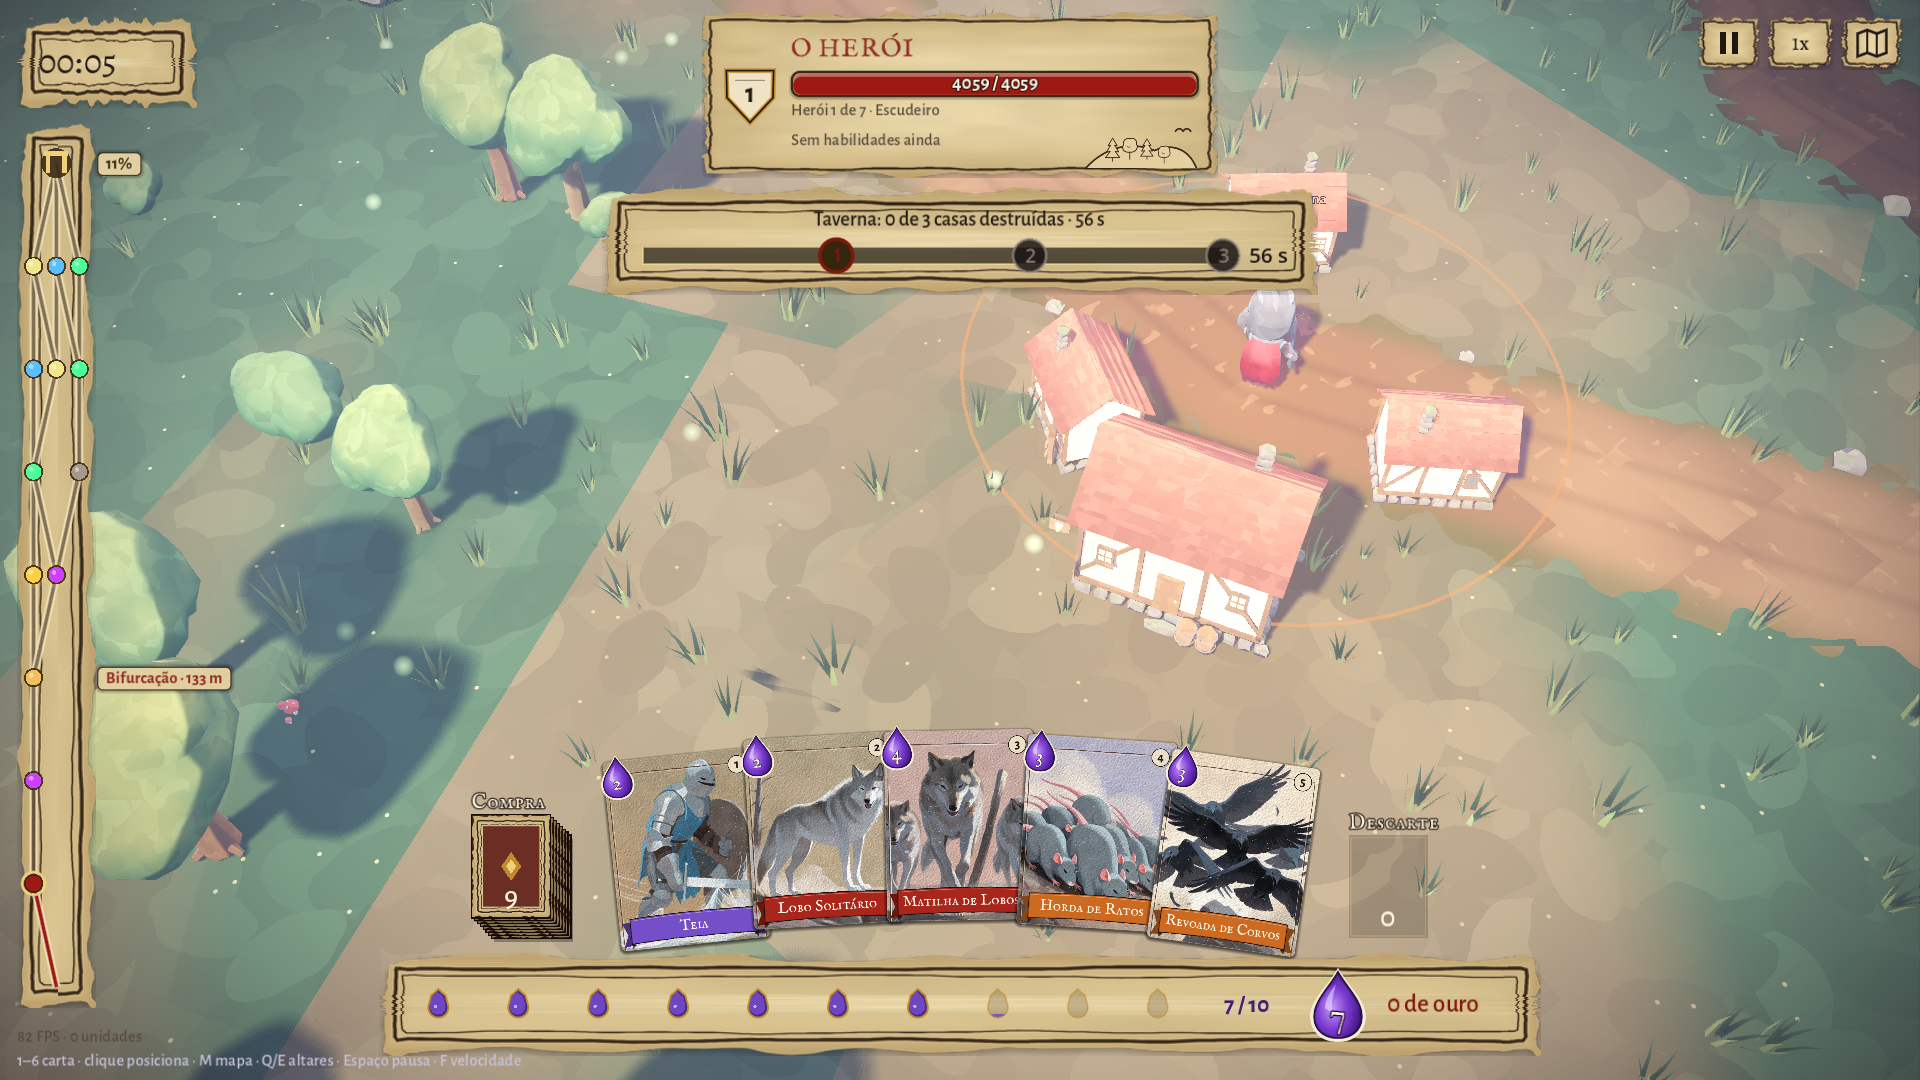 00:05
O HERÓI
1
4059 / 4059
Herói 1 de 7 · Escudeiro
Sem habilidades ainda
1x
11%
Taverna: 0 de 3 casas destruídas · 56 s
1
2
3
56 s
Bifurcação · 133 m
Compra
9
2
1
Teia
2
2
Lobo Solitário
4
3
Matilha de Lobos
3
4
Horda de Ratos
3
5
Revoada de Corvos
Descarte
0
7 / 10
7
0 de ouro
82 FPS · 0 unidades
1–6 carta · clique posiciona · M mapa · Q/E altares · Espaço pausa · F velocidade